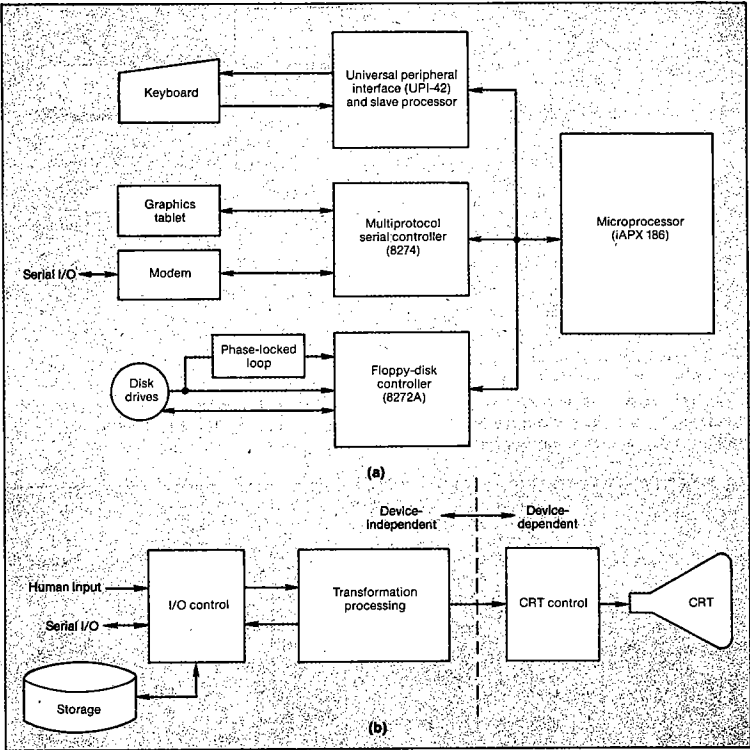 Keyboard
Universal peripheral
interface (UPI-42)
and slave processor
Graphics
tablet
Multiprotocol
serial controller
(8274)
Microprocessor
(iAPX 186)
Serial I/O
Modem
Phase-locked
loop
Disk
drives
Floppy-disk
controller
(8272A)
(a)
Device-
independent
Device-
dependent
Human Input
Serial I/O
I/O control
Transformation
processing
CRT control
CRT
Storage
(b)